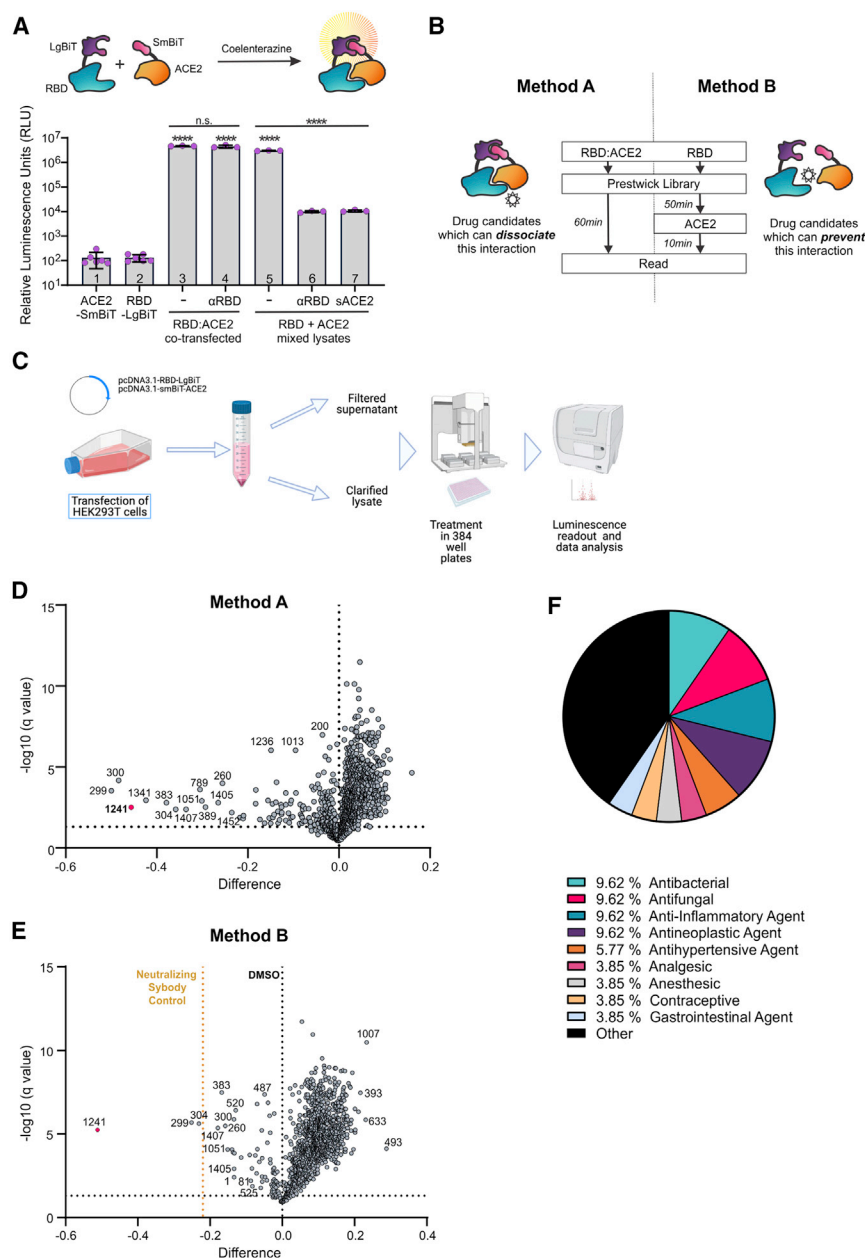 A
LgBiT
SmBiT
Coelenterazine
+
RBD
ACE2
Relative Luminescence Units (RLU)
n.s.
****
****
****
****
10^7
10^6
10^4
10^2
10^1
1
2
3
4
5
6
7
ACE2
-SmBiT
RBD
-LgBiT
-
αRBD
-
αRBD
sACE2
RBD:ACE2
co-transfected
RBD + ACE2
mixed lysates
B
Method A
Method B
RBD:ACE2
RBD
Prestwick Library
50min
60min
ACE2
10min
Read
Drug candidates
which can dissociate
this interaction
Drug candidates
which can prevent
this interaction
C
pcDNA3.1-RBD-LgBiT
pcDNA3.1-smBiT-ACE2
Transfection of
HEK293T cells
Filtered
supernatant
Clarified
lysate
Treatment
in 384
well
plates
Luminescence
readout and
data analysis
D
Method A
-log10 (q value)
15
10
5
0
200
1236
1013
300
299
1341
383
789
260
1051
1405
1241
304
1407
389
1452
-0.6
-0.4
-0.2
0.0
0.2
Difference
E
Method B
-log10 (q value)
15
10
5
0
Neutralizing
Sybody
Control
DMSO
1007
383
487
393
520
304
300
299
260
633
1241
1407
1051
493
1405
1
81
525
-0.6
-0.4
-0.2
0.0
0.2
0.4
Difference
F
9.62 % Antibacterial
9.62 % Antifungal
9.62 % Anti-Inflammatory Agent
9.62 % Antineoplastic Agent
5.77 % Antihypertensive Agent
3.85 % Analgesic
3.85 % Anesthesic
3.85 % Contraceptive
3.85 % Gastrointestinal Agent
Other